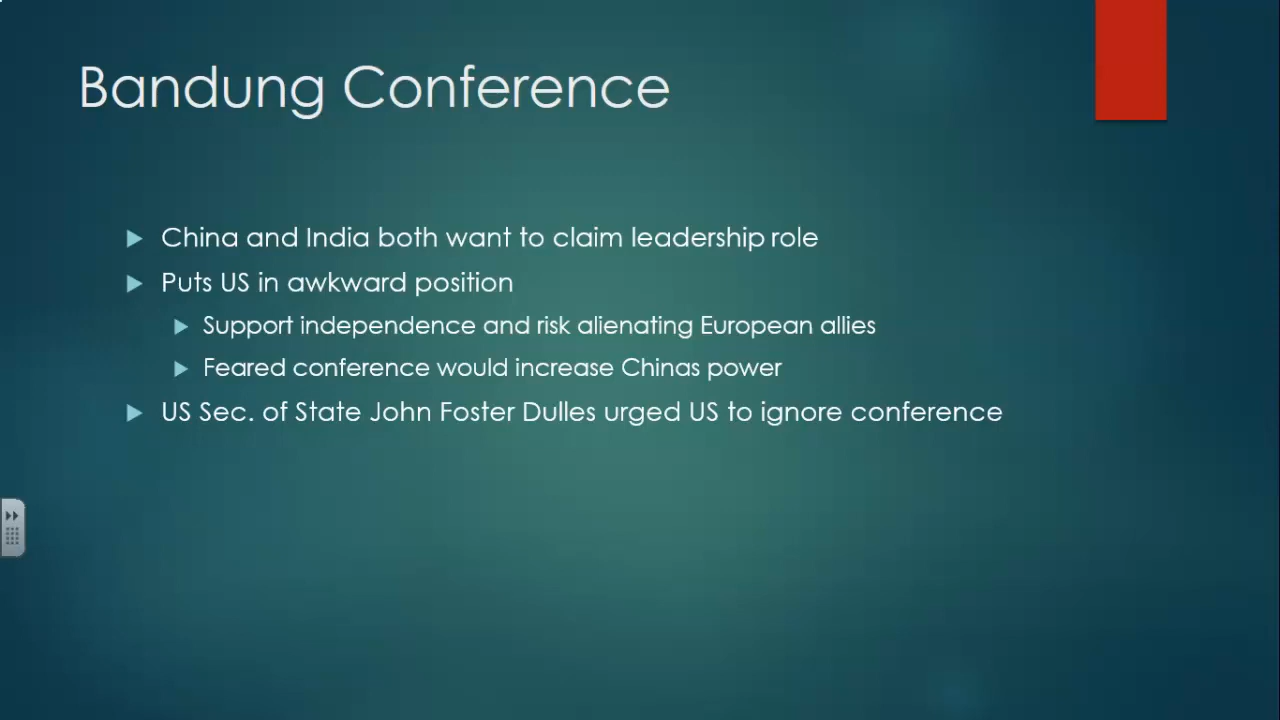 Bandung Conference
China and India both want to claim leadership role
Puts US in awkward position
Support independence and risk alienating European allies
Feared conference would increase Chinas power
US Sec. of State John Foster Dulles urged US to ignore conference